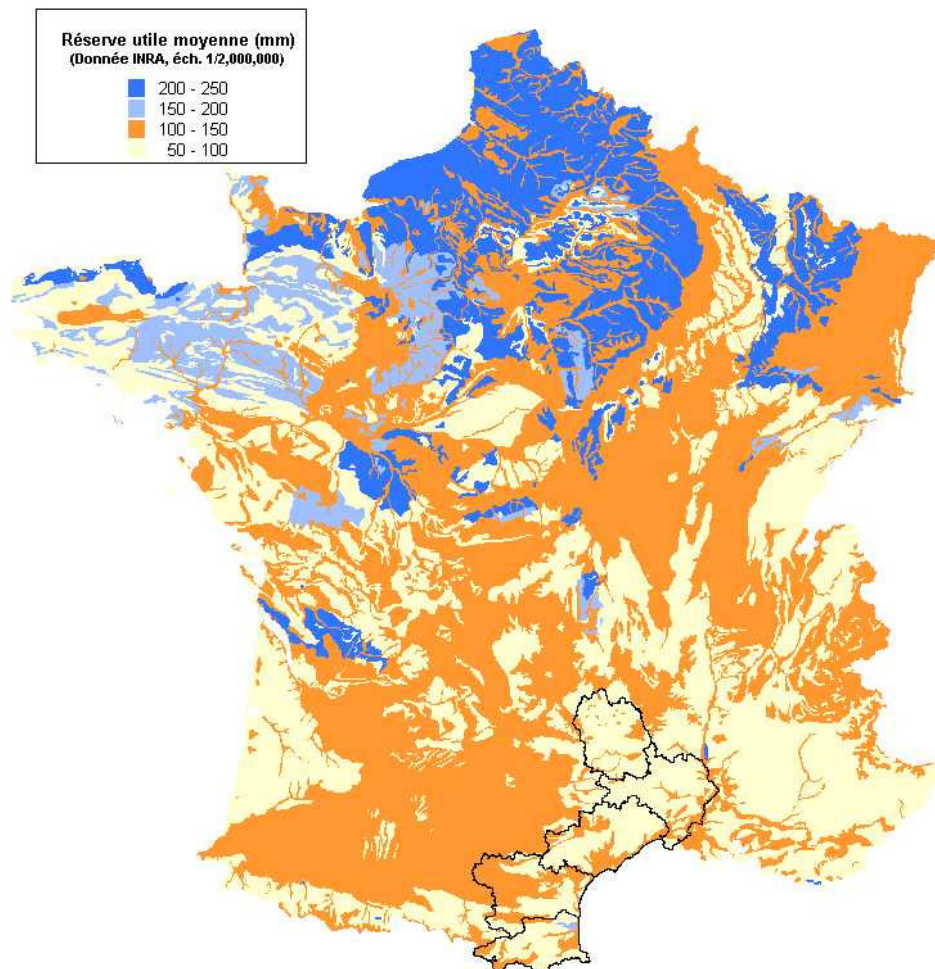 Réserve utile moyenne (mm)
(Donnée INRA, éch. 1/2,000,000)
200 - 250
150 - 200
100 - 150
50 - 100